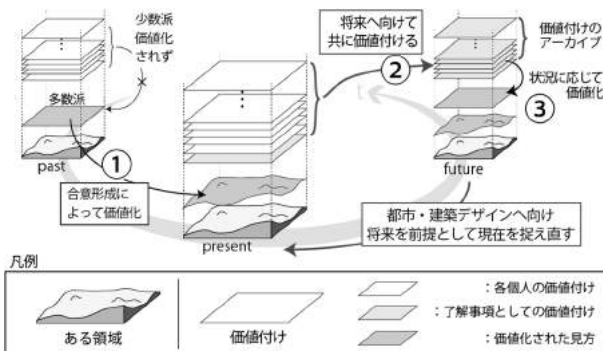 少数派
価値化
されず
多数派
past
①
合意形成に
よって価値化
present
将来へ向けて
共に価値付ける
②
価値付けの
アーカイブ
状況に応じて
価値化
③
future
都市・建築デザインへ向け
将来を前提として現在を捉え直す
凡例
ある領域
価値付け
：各個人の価値付け
：了解事項としての価値付け
：価値化された見方